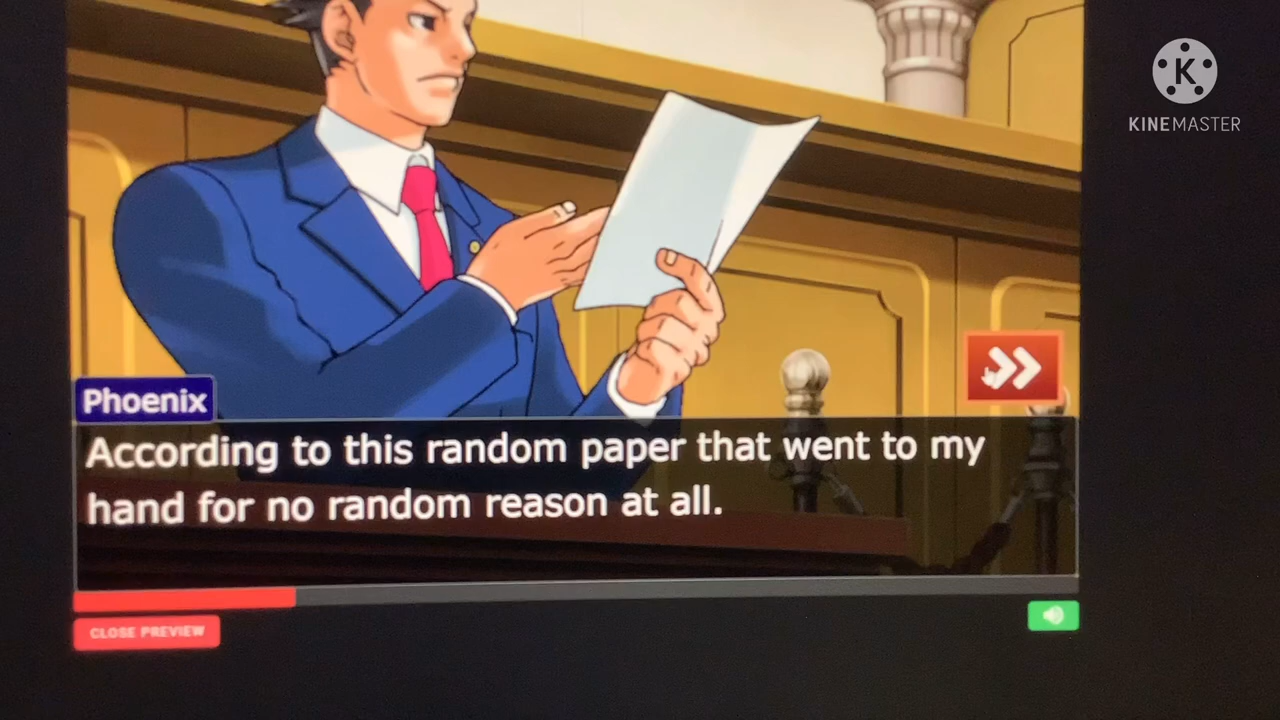 KINEMASTER
Phoenix
According to this random paper that went to my
hand for no random reason at all.
CLOSE PREVIEW